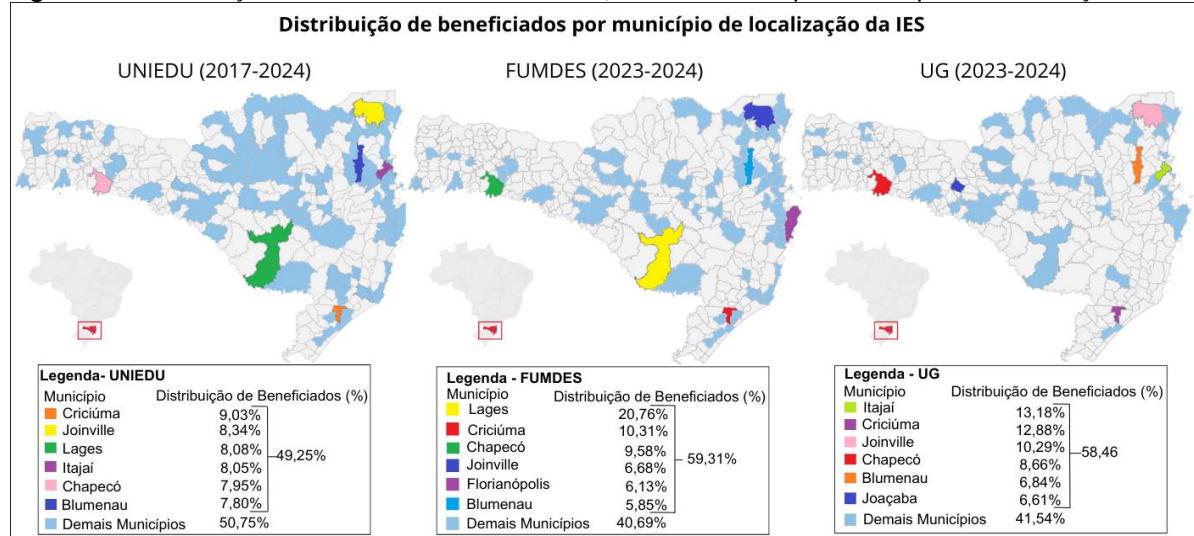 Distribuição de beneficiados por município de localização da IES
UNIEDU (2017-2024)
FUMDES (2023-2024)
UG (2023-2024)
Legenda- UNIEDU
Município Distribuição de Beneficiados (%)
Criciúma 9,03%
Joinville 8,34%
Lages 8,08%
Itajaí 8,05%
Chapecó 7,95%
Blumenau 7,80%
49,25%
Demais Municípios 50,75%
Legenda - FUMDES
Município Distribuição de Beneficiados (%)
Lages 20,76%
Criciúma 10,31%
Chapecó 9,58%
Joinville 6,68%
Florianópolis 6,13%
Blumenau 5,85%
59,31%
Demais Municípios 40,69%
Legenda - UG
Município Distribuição de Beneficiados (%)
Itajaí 13,18%
Criciúma 12,88%
Joinville 10,29%
Chapecó 8,66%
Blumenau 6,84%
Joaçaba 6,61%
58,46
Demais Municípios 41,54%